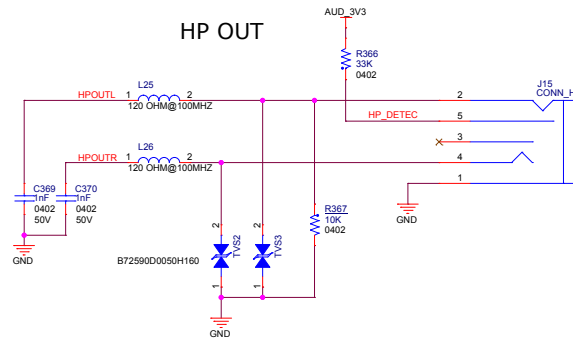 HP OUT
AUD_3V3
R366
33K
0402
L25
HPOUTL 1 2
120 OHM@100MHZ
2
J15
CONN_H
HP_DETEC 5
3
L26
HPOUTR 1 2
120 OHM@100MHZ
4
1
GND
C369
1nF
0402
50V
C370
1nF
0402
50V
GND
R367
10K
0402
2 2
TVS2 TVS3
B72590D0050H160
1 1
GND